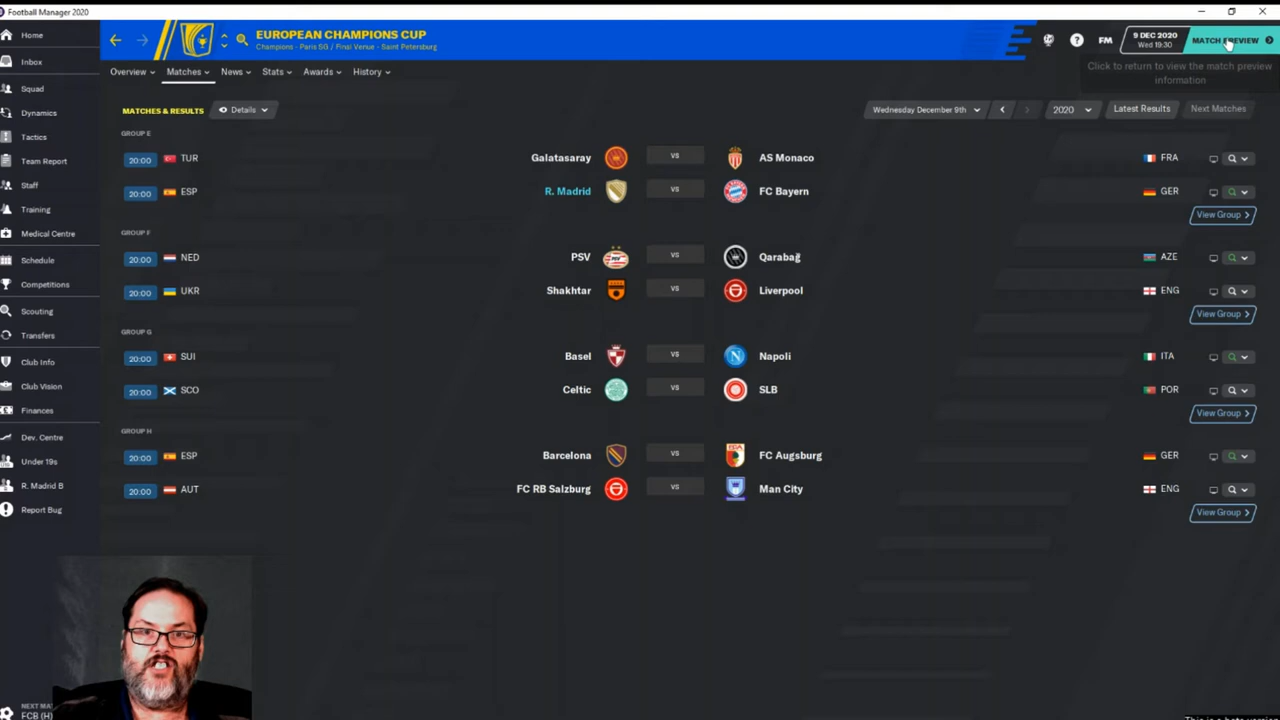 Football Manager 2020
Home
Inbox
Squad
Dynamics
Tactics
Team Report
Staff
Training
Medical Centre
Schedule
Competitions
Scouting
Transfers
Club Info
Club Vision
Finances
Dev. Centre
Under 19s
R. Madrid B
Report Bug
EUROPEAN CHAMPIONS CUP
Champions - Paris SG / Final Venue - Saint Petersburg
FM
9 DEC 2020
Wed 19:30
MATCH PREVIEW
Click to return to view the match preview
information
Overview Matches News Stats Awards History
MATCHES & RESULTS Details Wednesday December 9th 2020 Latest Results Next Matches
GROUP E
20:00 TUR Galatasaray vs AS Monaco FRA
20:00 ESP R. Madrid vs FC Bayern GER
View Group
GROUP F
20:00 NED PSV vs Qarabağ AZE
20:00 UKR Shakhtar vs Liverpool ENG
View Group
GROUP G
20:00 SUI Basel vs Napoli ITA
20:00 SCO Celtic vs SLB POR
View Group
GROUP H
20:00 ESP Barcelona vs FC Augsburg GER
20:00 AUT FC RB Salzburg vs Man City ENG
View Group
NEXT MA
FCB (H)